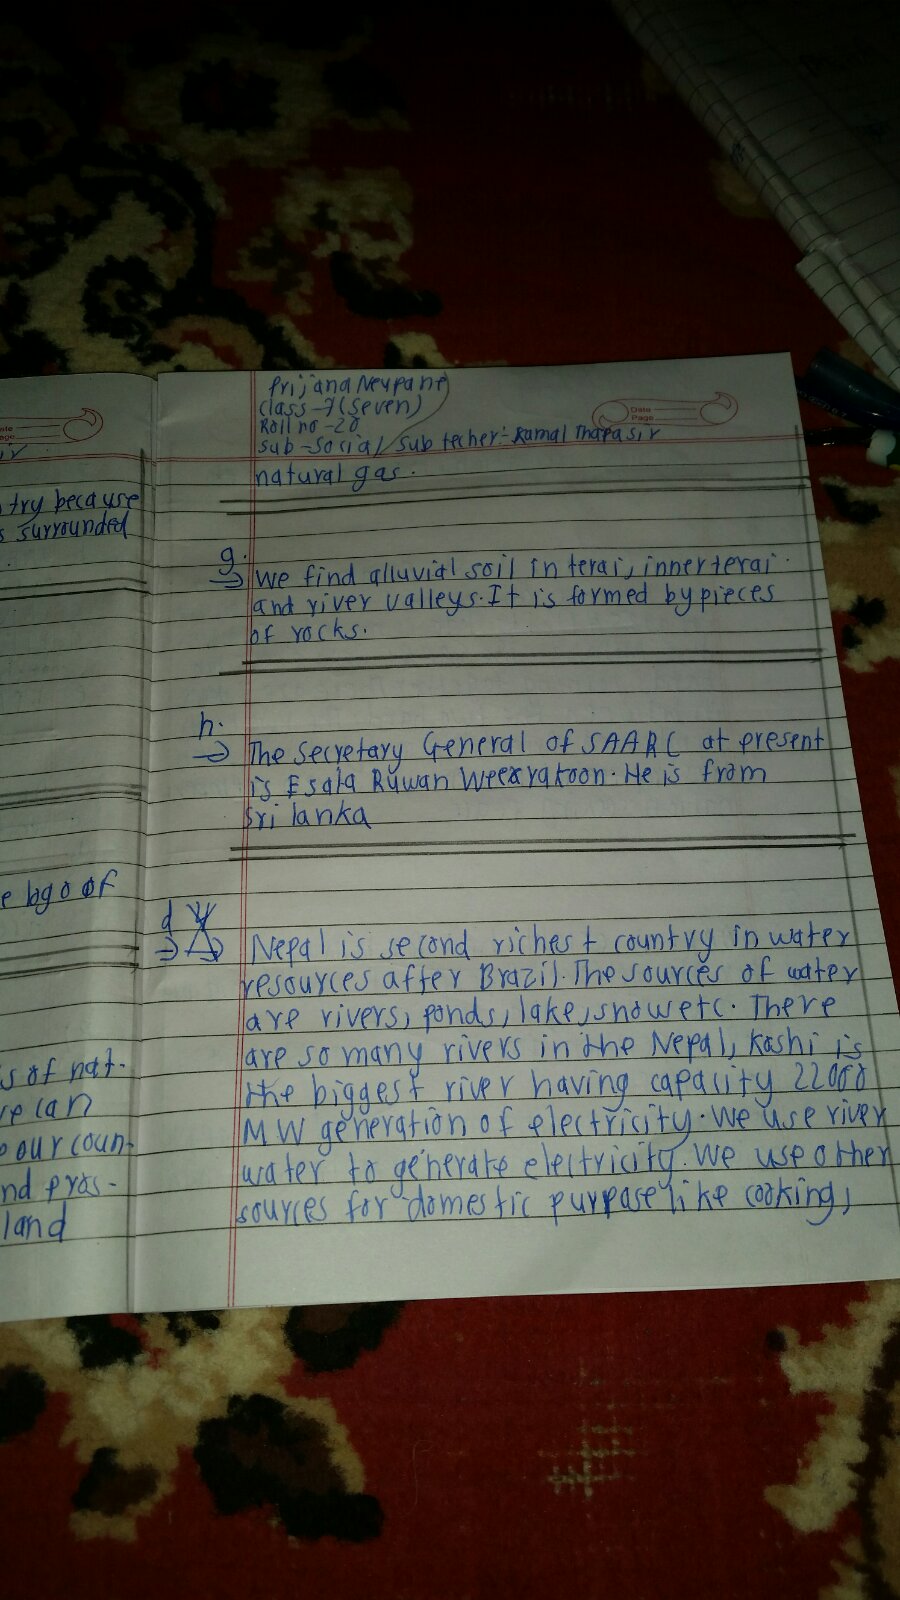 te
age
ir
try because
s surrounded
e bgo of
s of nat-
re can
o our coun-
nd pros-
land
Prijana Neupane
class-7(seven)
Roll no-20
Sub-Social/Sub techer:-Ramal Thapa sir
Date
Page
natural gas.
g.
→ We find alluvial soil in terai, inner terai
and river valleys. It is formed by pieces
of rocks.
h.
→ The secretary General of SAARC at present
is Esala Ruwan Weerakoon. He is from
Sri lanka
d
→ Nepal is second richest country in water
resources after Brazil. The sources of water
are rivers, ponds, lake, snow etc. There
are so many rivers in the Nepal, Koshi is
the biggest river having capacity 22000
MW generation of electricity. We use river
water to generate electricity. We use other
sources for domestic purpase like cooking,